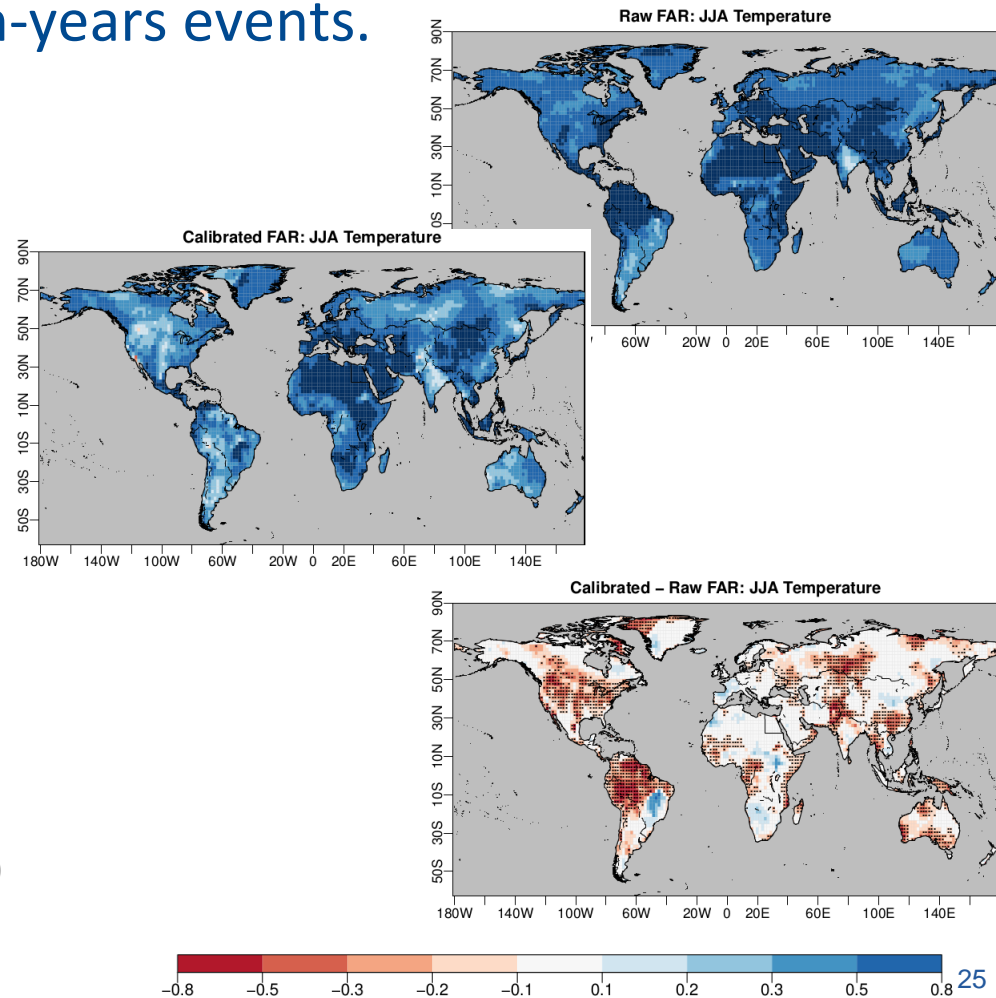 n-years events.
Raw FAR: JJA Temperature
90N
70N
50N
30N
10N
0S
60W 20W 0 20E 60E 100E 140E
Calibrated FAR: JJA Temperature
90N
70N
50N
30N
10N
10S
30S
50S
180W 140W 100W 60W 20W 0 20E 60E 100E 140E
Calibrated – Raw FAR: JJA Temperature
90N
70N
50N
30N
10N
10S
30S
50S
180W 140W 100W 60W 20W 0 20E 60E 100E 140E
−0.8 −0.5 −0.3 −0.2 −0.1 0.1 0.2 0.3 0.5 0.8
25